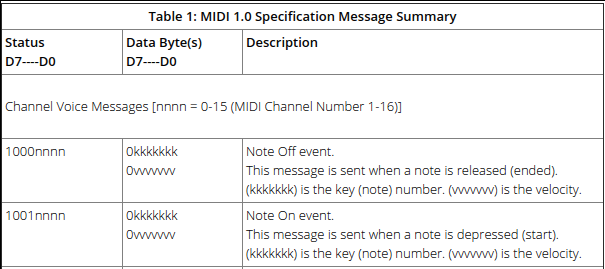 Table 1: MIDI 1.0 Specification Message Summary
Status Data Byte(s) Description
D7----D0 D7----D0
Channel Voice Messages [nnnn = 0-15 (MIDI Channel Number 1-16)]
1000nnnn 0kkkkkkk Note Off event.
0vvvvvvv This message is sent when a note is released (ended).
(kkkkkkk) is the key (note) number. (vvvvvvv) is the velocity.
1001nnnn 0kkkkkkk Note On event.
0vvvvvvv This message is sent when a note is depressed (start).
(kkkkkkk) is the key (note) number. (vvvvvvv) is the velocity.